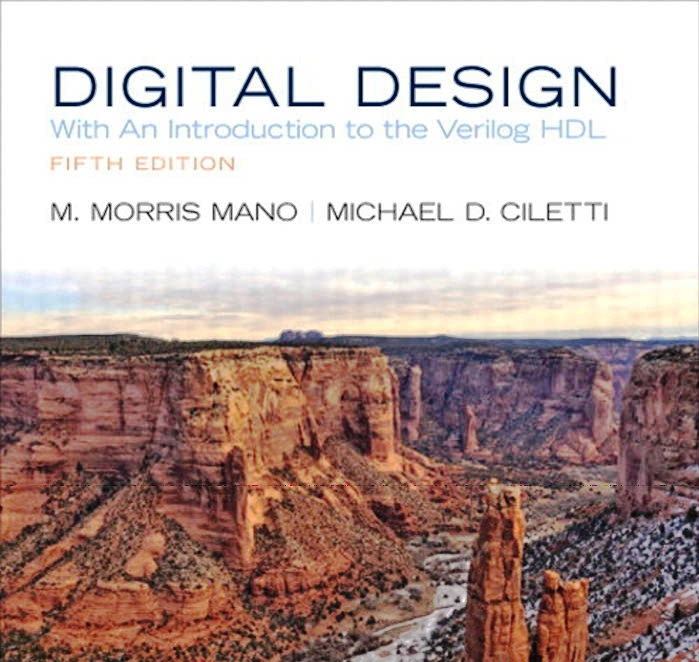 DIGITAL DESIGN
With An Introduction to the Verilog HDL
FIFTH EDITION
M. MORRIS MANO | MICHAEL D. CILETTI